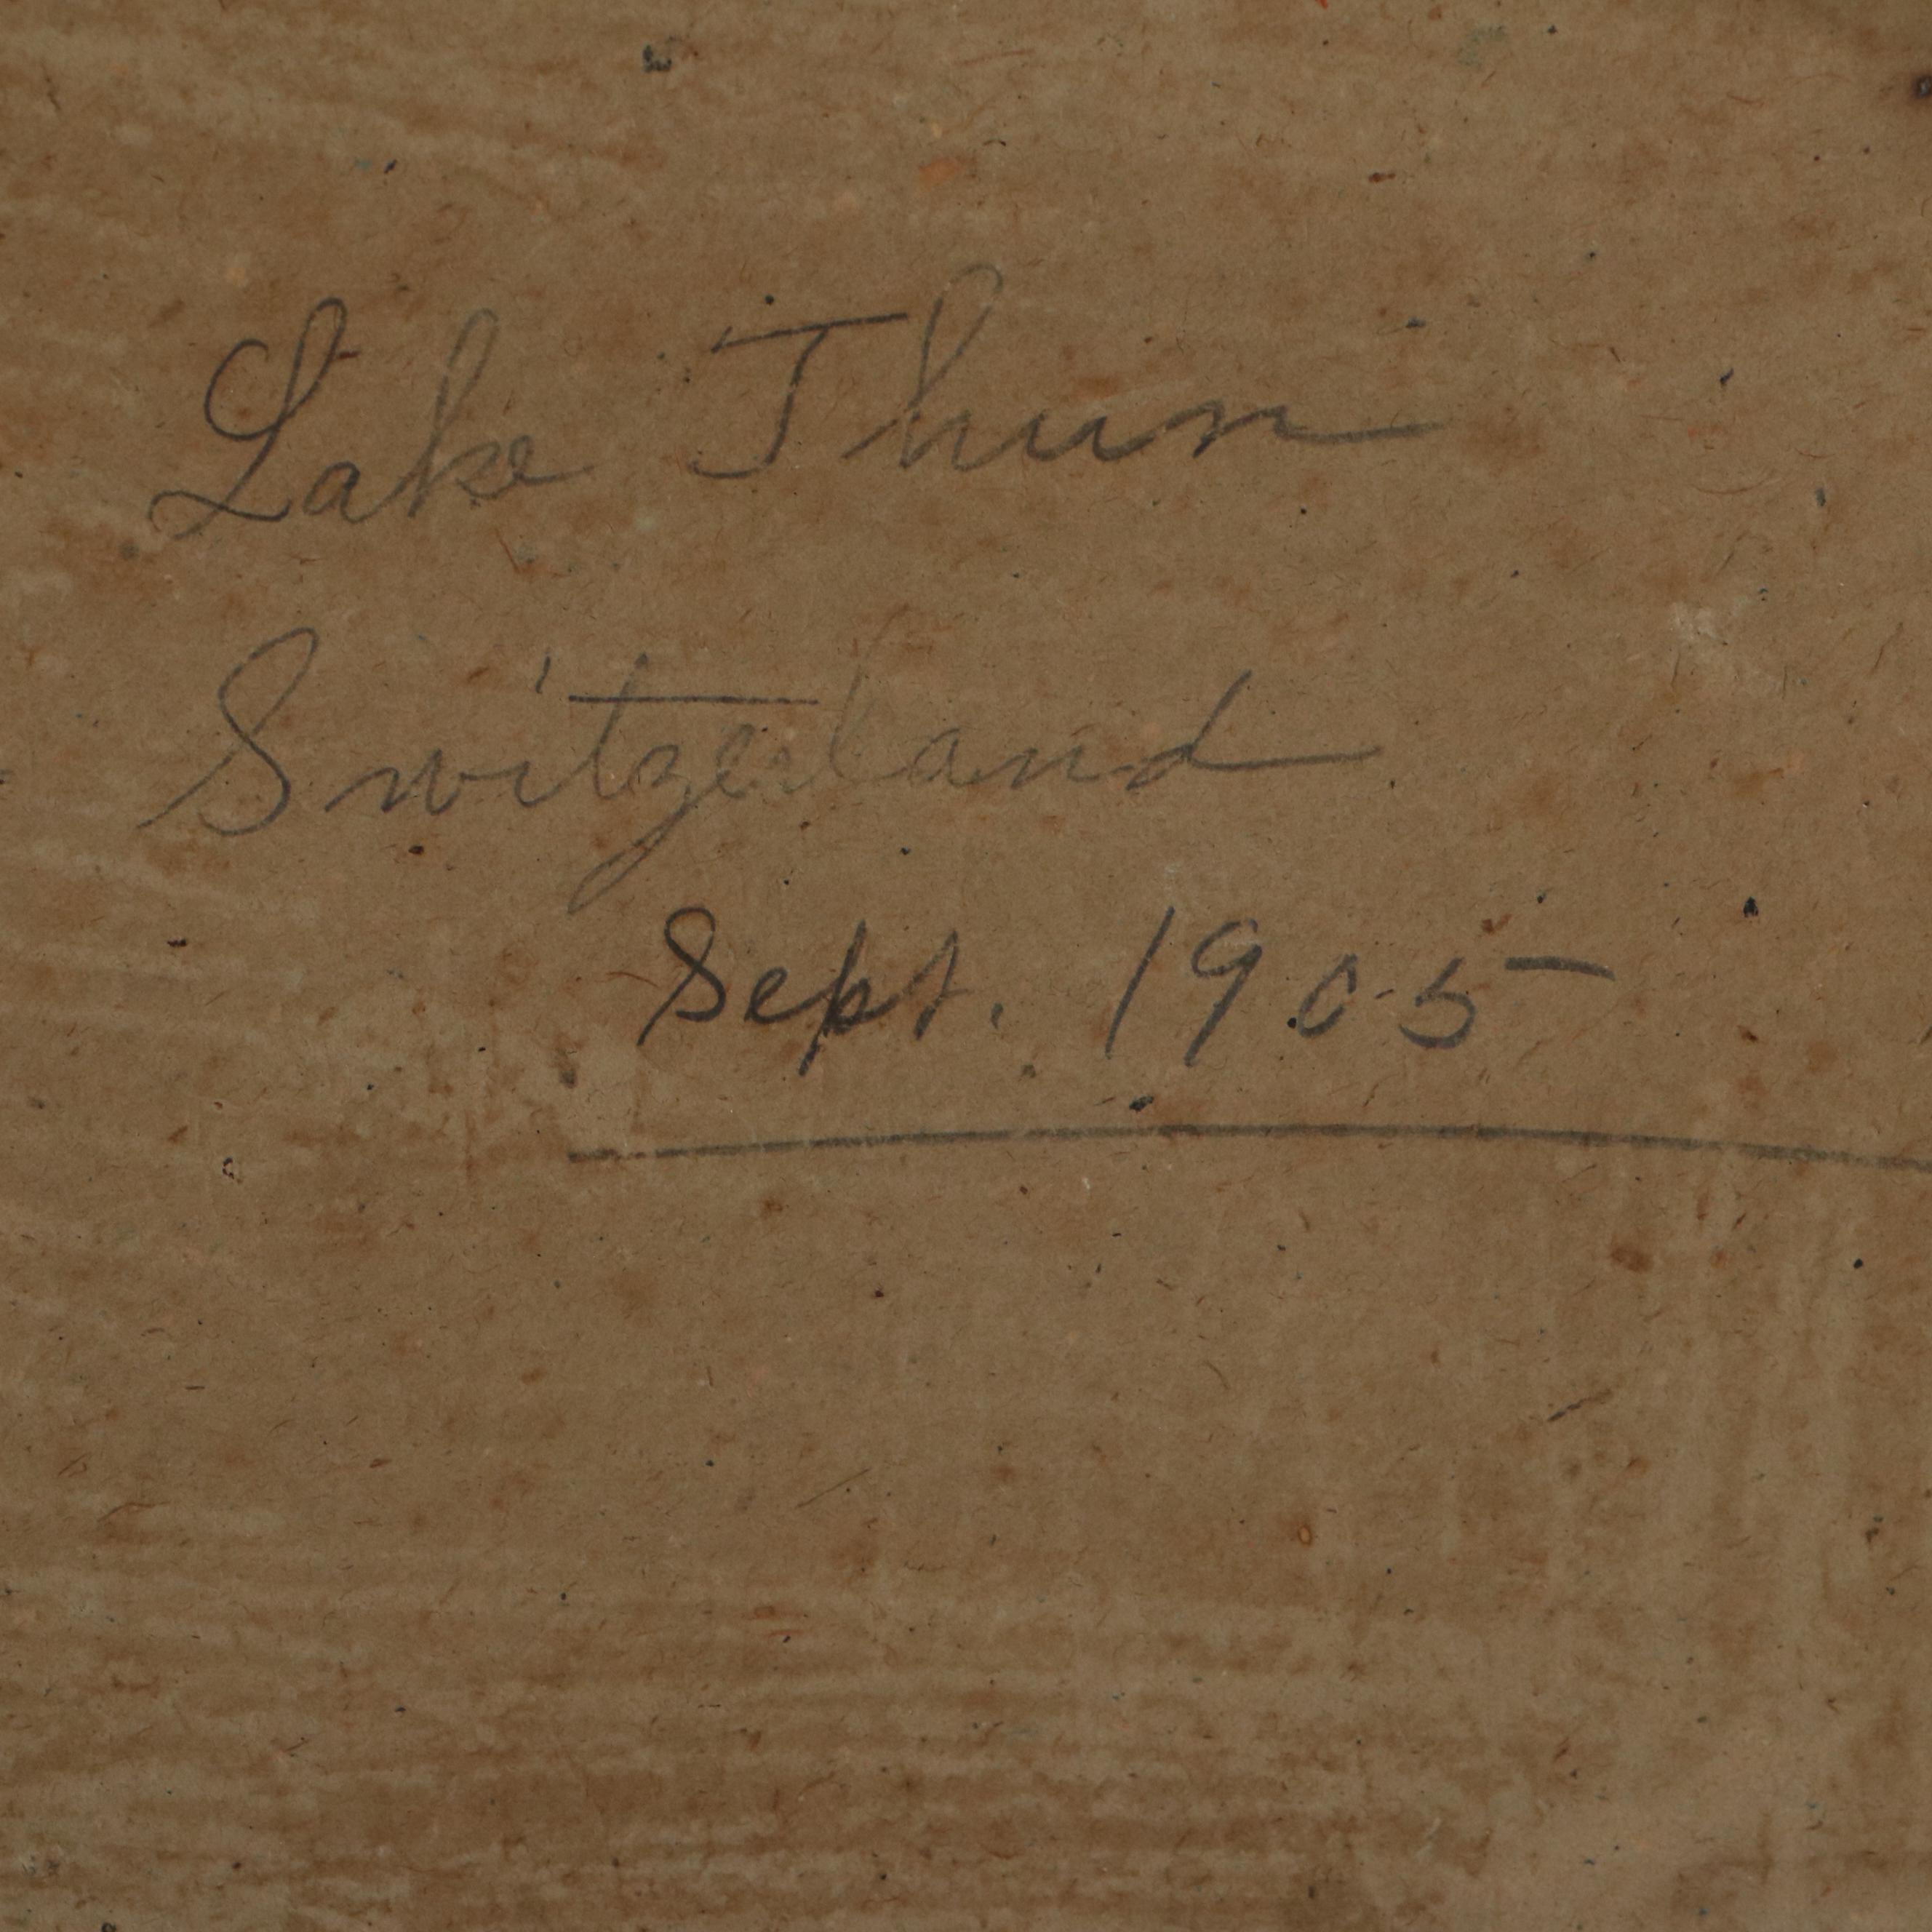 Lake Thun
Switzerland
Sept. 1905